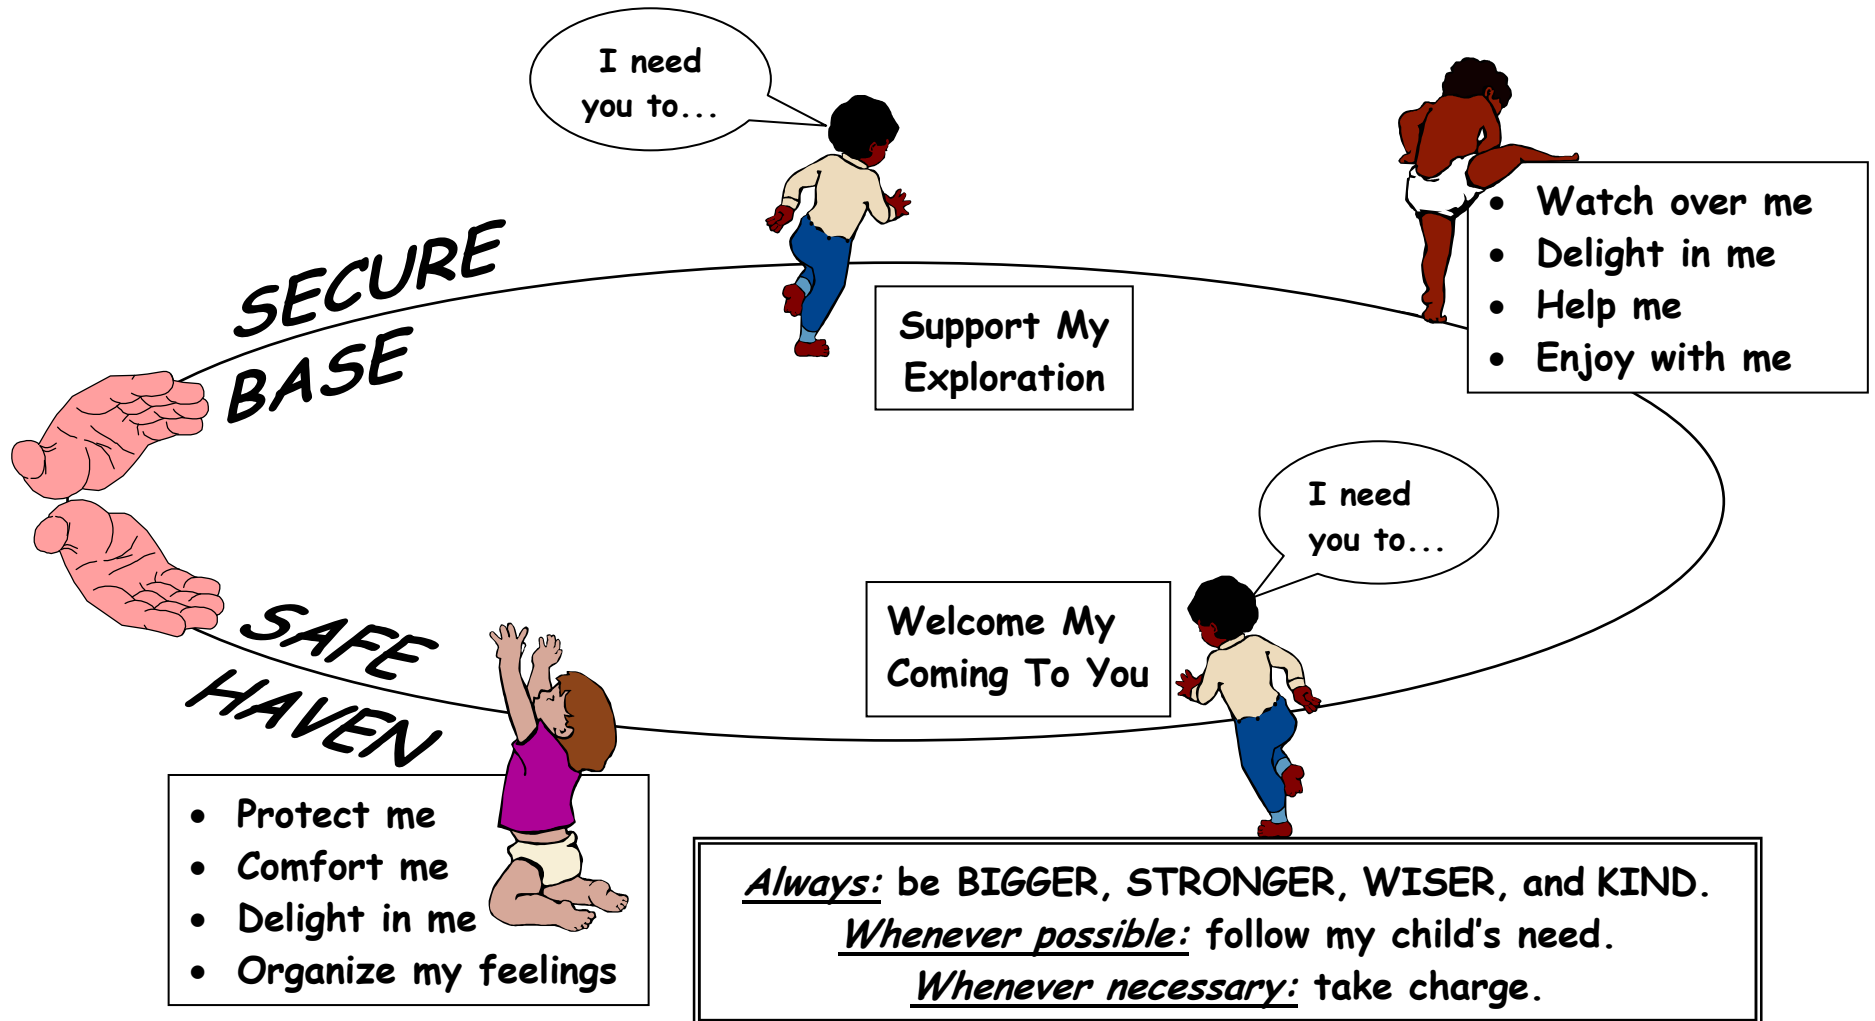 I need
you to...
SECURE
BASE
Support My
Exploration
• Watch over me
• Delight in me
• Help me
• Enjoy with me
I need
you to...
Welcome My
Coming To You
SAFE
HAVEN
• Protect me
• Comfort me
• Delight in me
• Organize my feelings
Always: be BIGGER, STRONGER, WISER, and KIND.
Whenever possible: follow my child's need.
Whenever necessary: take charge.